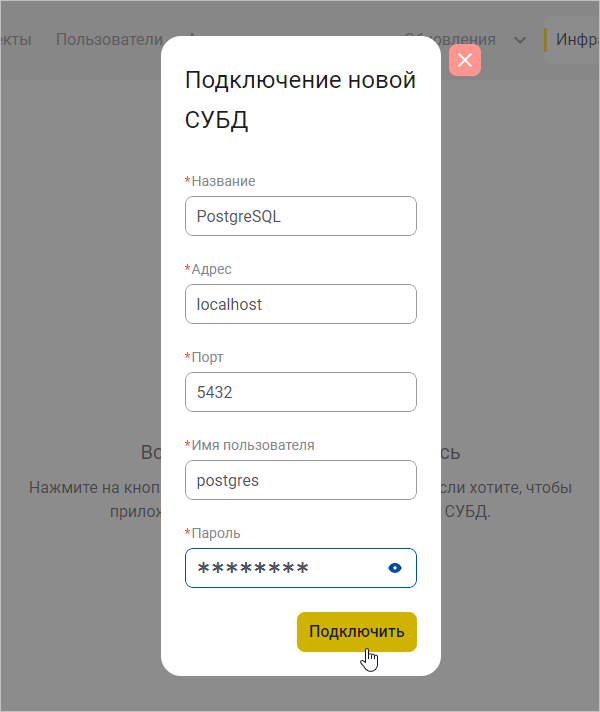 екты Пользователи Обновления Инфра
Подключение новой
СУБД
*Название
PostgreSQL
*Адрес
localhost
*Порт
5432
*Имя пользователя
postgres
Вс сь
Нажмите на кноп сли хотите, чтобы
прилож СУБД.
*Пароль
********
Подключить